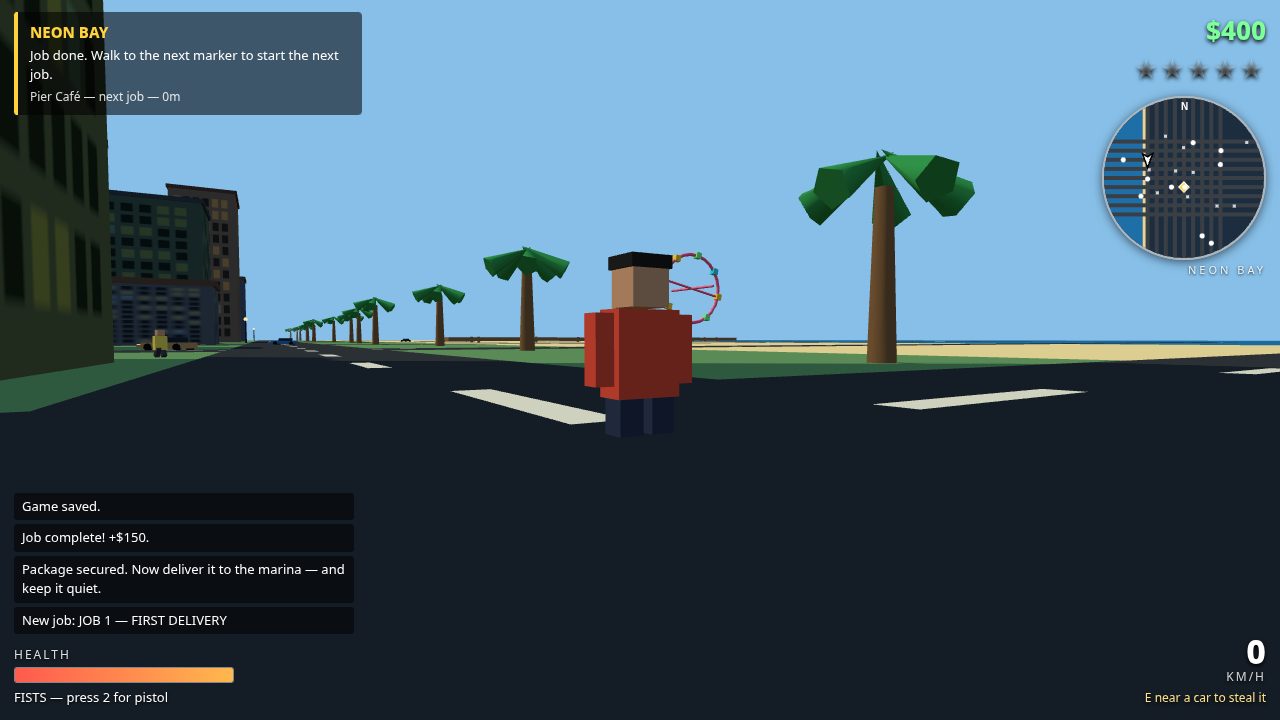 NEON BAY
Job done. Walk to the next marker to start the next
job.
Pier Café — next job — 0m
$400
N
NEON BAY
Game saved.
Job complete! +$150.
Package secured. Now deliver it to the marina — and
keep it quiet.
New job: JOB 1 — FIRST DELIVERY
HEALTH
FISTS — press 2 for pistol
0
KM/H
E near a car to steal it